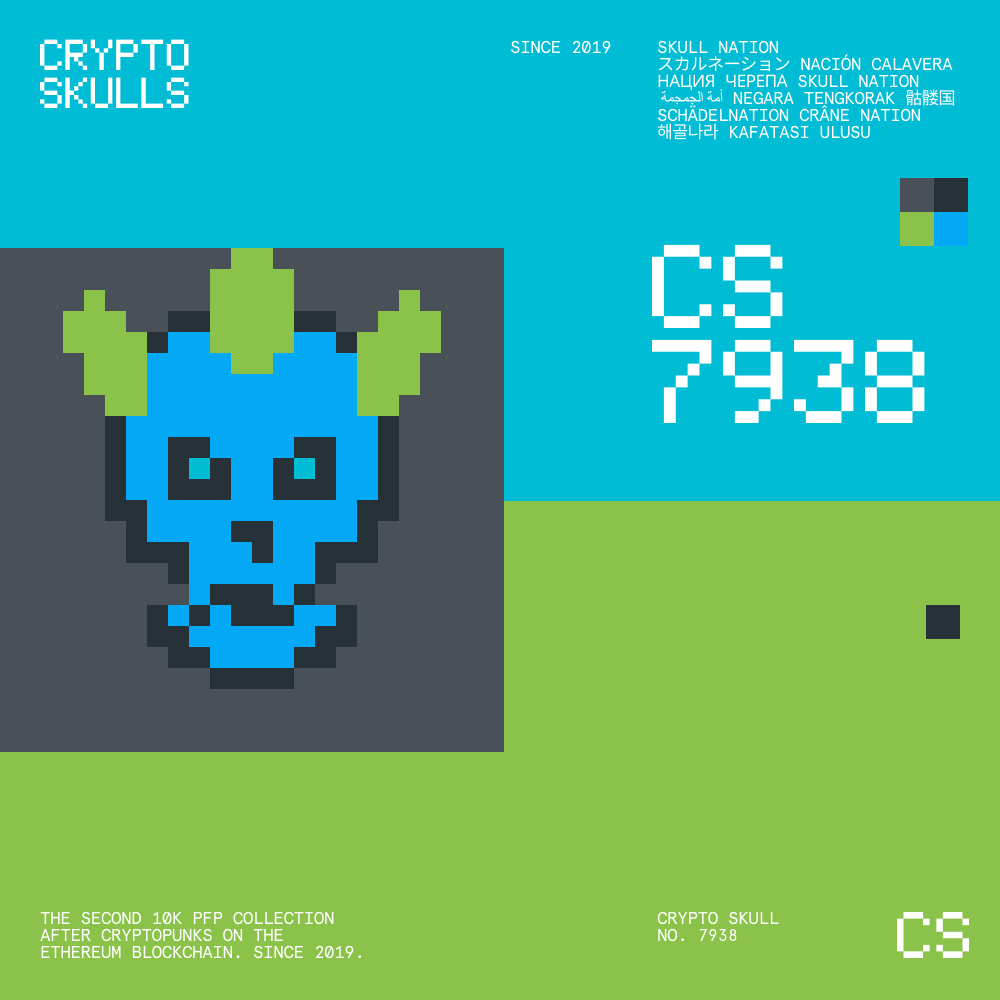 CRYPTO
SKULLS
SINCE 2019
SKULL NATION
スカルネーション NACIÓN CALAVERA
НАЦИЯ ЧЕРЕПА SKULL NATION
أمة الجمجمة NEGARA TENGKORAK 骷髅国
SCHÄDELNATION CRÂNE NATION
해골나라 KAFATASI ULUSU
CS
7938
THE SECOND 10K PFP COLLECTION
AFTER CRYPTOPUNKS ON THE
ETHEREUM BLOCKCHAIN. SINCE 2019.
CRYPTO SKULL
NO. 7938
CS